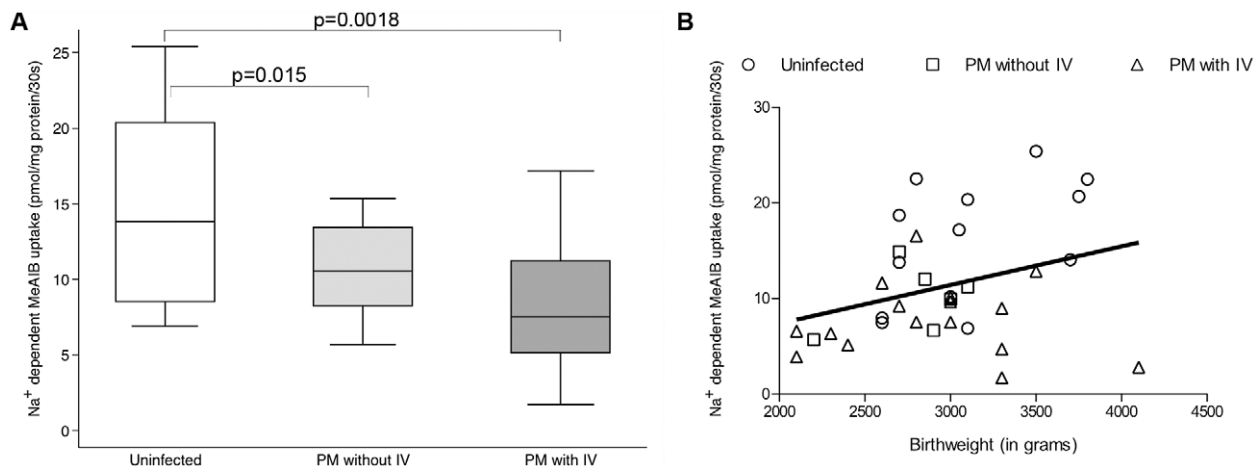 A
p=0.0018
p=0.015
Na+ dependent MeAIB uptake (pmol/mg protein/30s)
25
20
15
10
5
0
Uninfected PM without IV PM with IV
B
Uninfected PM without IV PM with IV
Na+ dependent MeAIB uptake (pmol/mg protein/30s)
30
20
10
0
2000 2500 3000 3500 4000 4500
Birthweight (in grams)